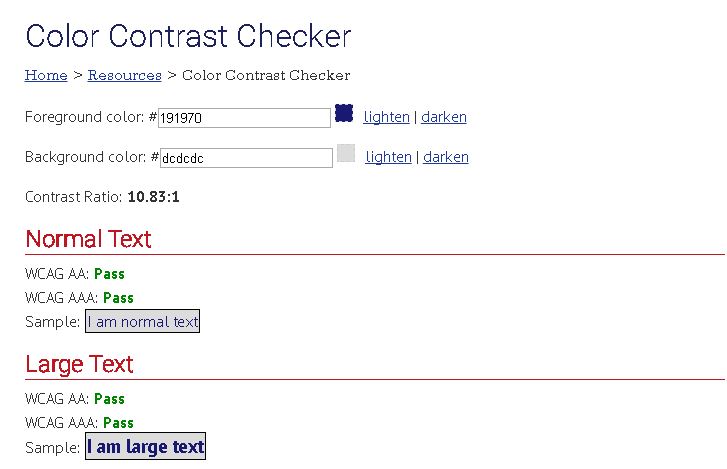 Color Contrast Checker
Home > Resources > Color Contrast Checker
Foreground color: #191970 lighten | darken
Background color: #dcdcdc lighten | darken
Contrast Ratio: 10.83:1
Normal Text
WCAG AA: Pass
WCAG AAA: Pass
Sample: I am normal text
Large Text
WCAG AA: Pass
WCAG AAA: Pass
Sample: I am large text